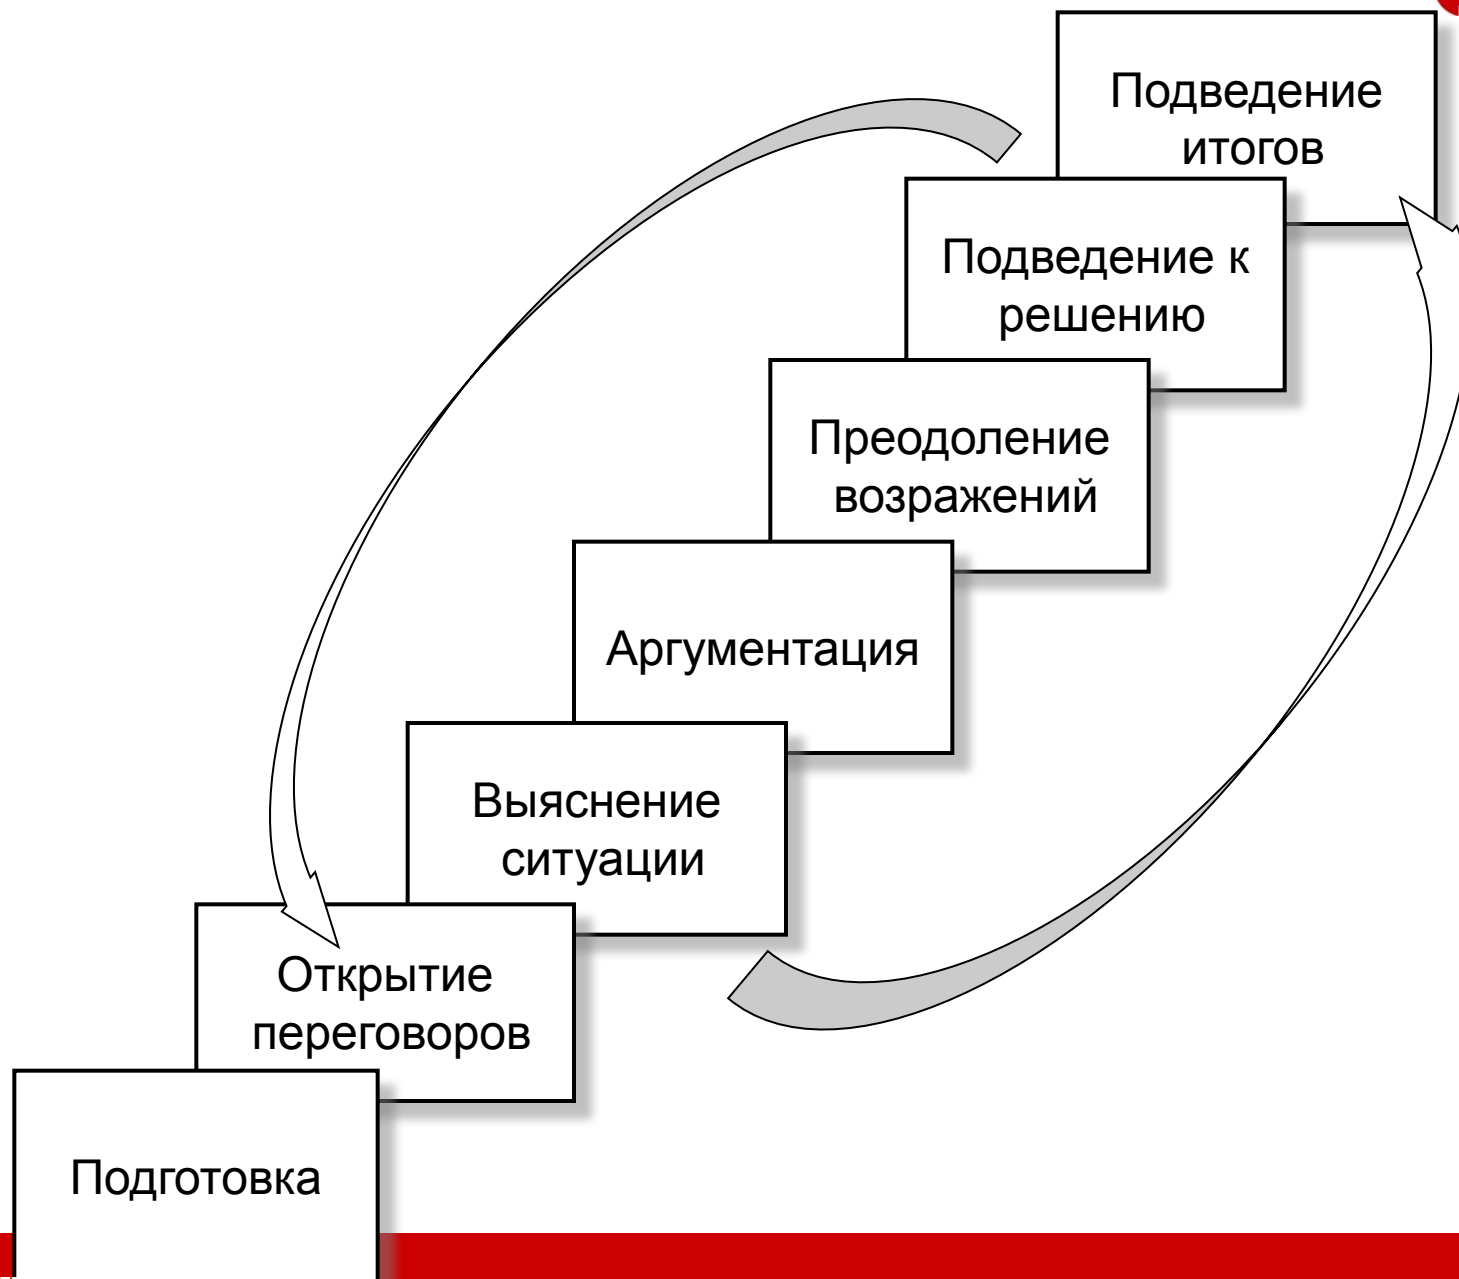 Подведение
итогов
Подведение к
решению
Преодоление
возражений
Аргументация
Выяснение
ситуации
Открытие
переговоров
Подготовка